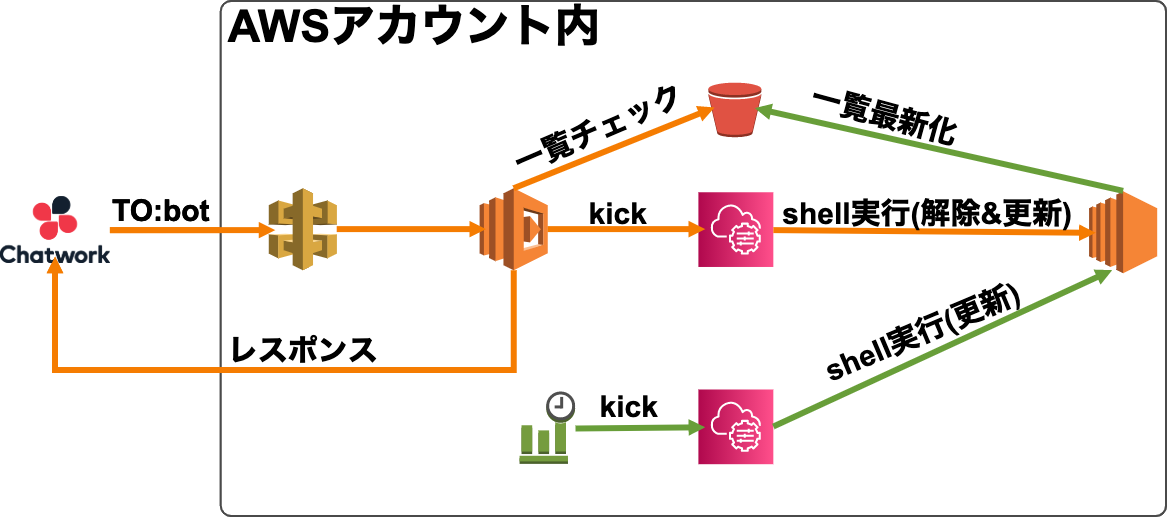 AWSアカウント内
一覧チェック
一覧最新化
TO:bot
kick
shell実行(解除&更新)
Chatwork
レスポンス
shell実行(更新)
kick